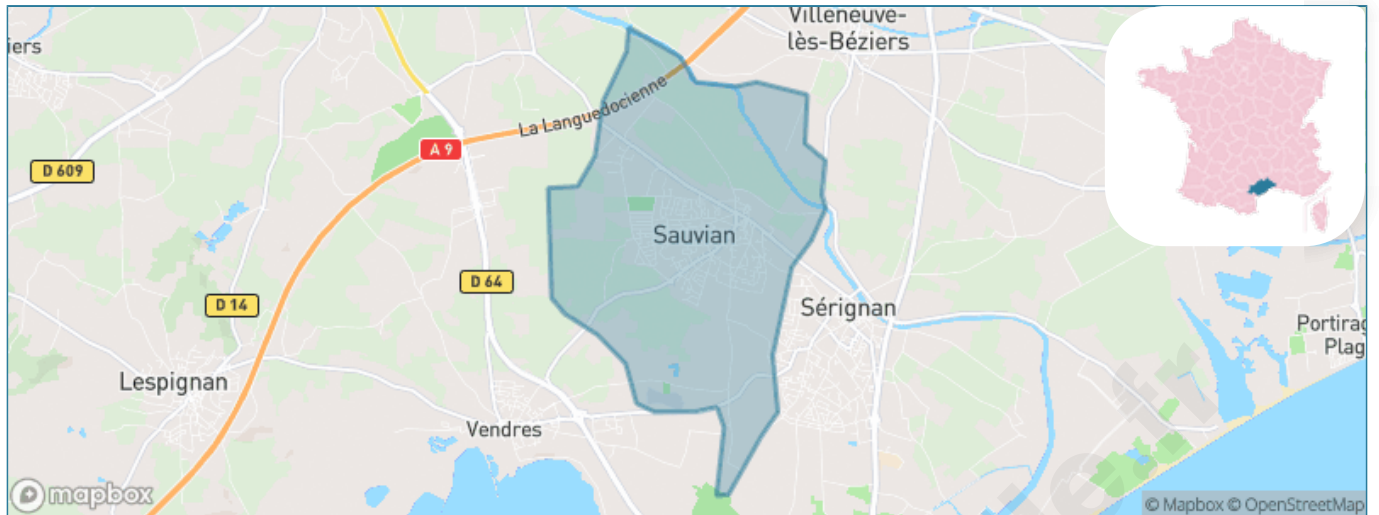 Villeneuve-
lès-Béziers
iers
La Languedocienne
A 9
D 609
Sauvian
D 64
D 14
Sérignan
Portirag
Plag
Lespignan
Vendres
mapbox
© Mapbox © OpenStreetMap